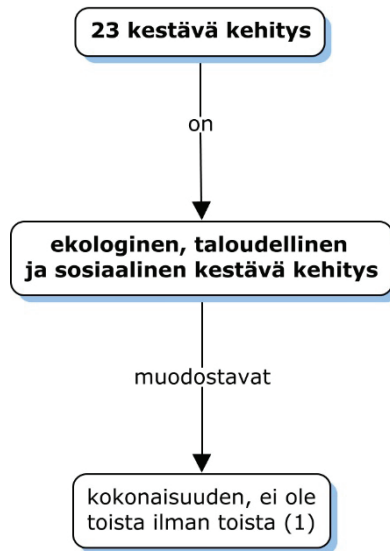 23 kestävä kehitys
on
ekologinen, taloudellinen
ja sosiaalinen kestävä kehitys
muodostavat
kokonaisuuden, ei ole
toista ilman toista (1)